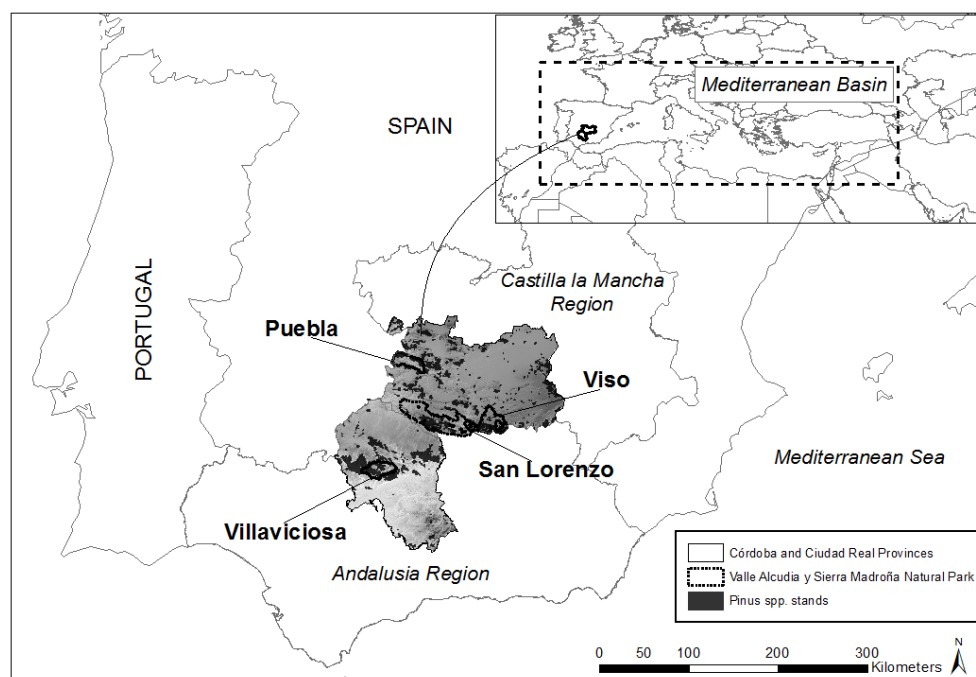 Mediterranean Basin
SPAIN
PORTUGAL
Castilla la Mancha
Region
Puebla
Viso
San Lorenzo
Mediterranean Sea
Villaviciosa
Andalusia Region
Córdoba and Ciudad Real Provinces
Valle Alcudia y Sierra Madroña Natural Park
Pinus spp. stands
0 50 100 200 300
Kilometers
N